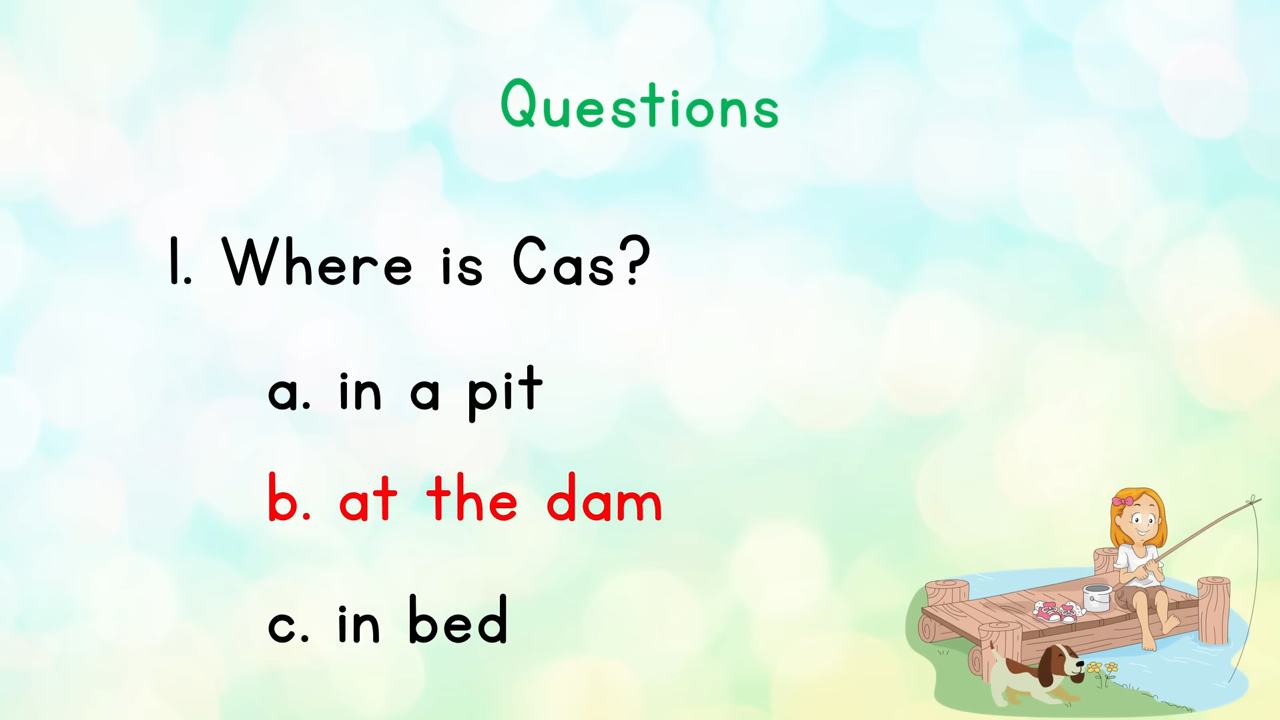 Questions
1. Where is Cas?
a. in a pit
b. at the dam
c. in bed